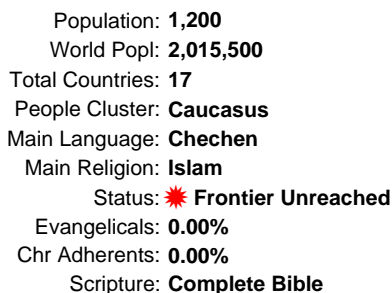 Population: 1,200
World Popl: 2,015,500
Total Countries: 17
People Cluster: Caucasus
Main Language: Chechen
Main Religion: Islam
Status: Frontier Unreached
Evangelicals: 0.00%
Chr Adherents: 0.00%
Scripture: Complete Bible